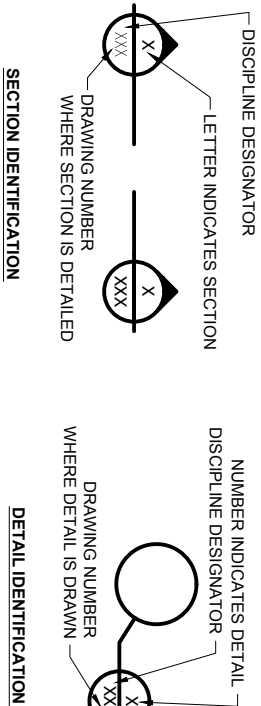 DISCIPLINE DESIGNATOR
LETTER INDICATES SECTION
X
XXX
DRAWING NUMBER
WHERE SECTION IS DETAILED
X
XXX
SECTION IDENTIFICATION
NUMBER INDICATES DETAIL
DISCIPLINE DESIGNATOR
X
XX
DRAWING NUMBER
WHERE DETAIL IS DRAWN
DETAIL IDENTIFICATION